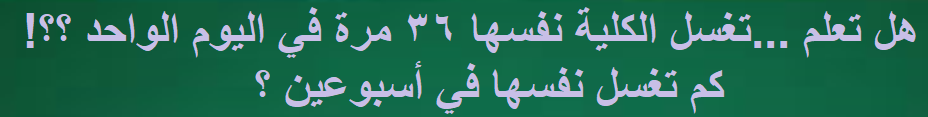 هل تعلم ...تغسل الكلية نفسها ٣٦ مرة في اليوم الواحد ؟؟!
كم تغسل نفسها في أسبوعين ؟